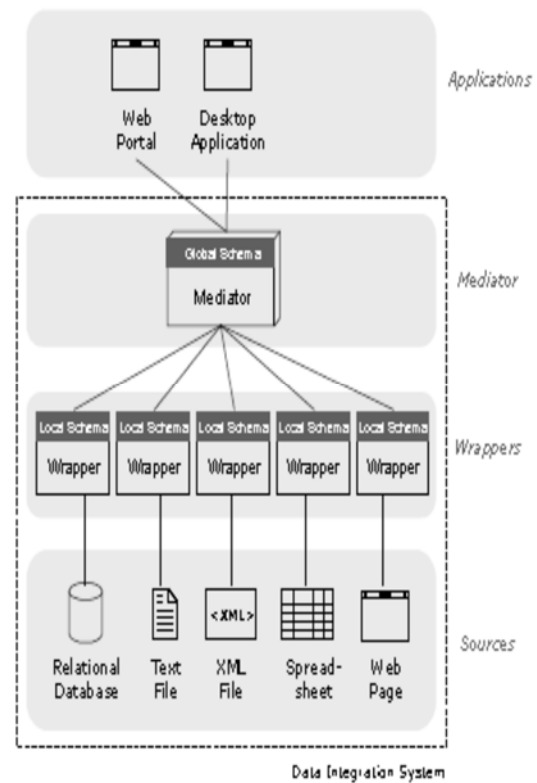 Web
Portal
Desktop
Application
Applications
Global Schema
Mediator
Mediator
Local Schema
Wrapper
Local Schema
Wrapper
Local Schema
Wrapper
Local Schema
Wrapper
Local Schema
Wrapper
Wrappers
Relational
Database
Text
File
<XML>
XML
File
Spread-
sheet
Web
Page
Sources
Data Integration System